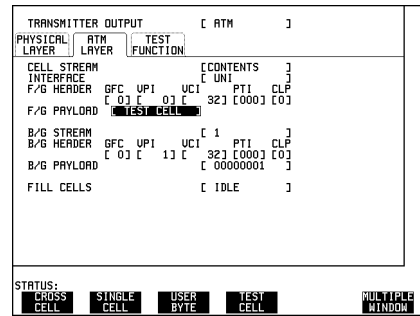 TRANSMITTER OUTPUT [ ATM ]
PHYSICAL LAYER ATM LAYER TEST FUNCTION
CELL STREAM [CONTENTS ]
INTERFACE [ UNI ]
F/G HEADER GFC VPI VCI PTI CLP
[ 0] [ 0] [ 32] [000] [0]
F/G PAYLOAD [ TEST CELL ]
B/G STREAM [ 1 ]
B/G HEADER GFC VPI VCI PTI CLP
[ 0] [ 1] [ 32] [000] [0]
B/G PAYLOAD [ 00000001 ]
FILL CELLS [ IDLE ]
STATUS:
CROSS CELL SINGLE CELL USER BYTE TEST CELL MULTIPLE WINDOW